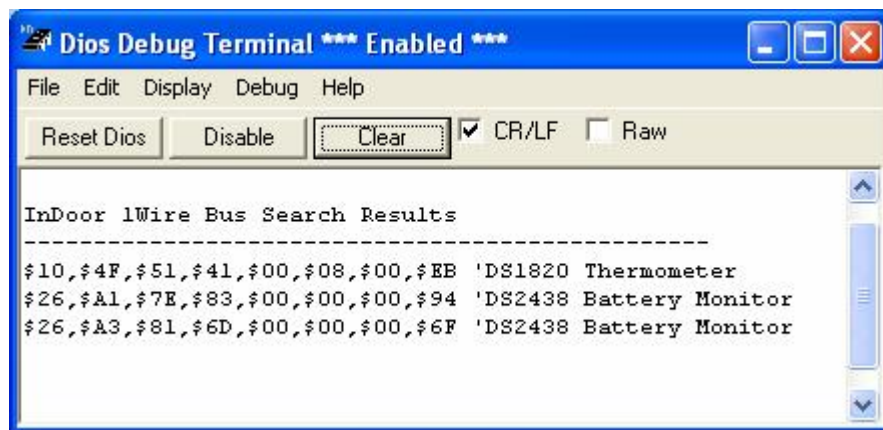 Dios Debug Terminal *** Enabled ***
File Edit Display Debug Help
Reset Dios Disable Clear CR/LF Raw
InDoor 1Wire Bus Search Results
-------------------------------------------------
$10,$4F,$51,$41,$00,$08,$00,$EB 'DS1820 Thermometer
$26,$A1,$7E,$83,$00,$00,$00,$94 'DS2438 Battery Monitor
$26,$A3,$81,$6D,$00,$00,$00,$6F 'DS2438 Battery Monitor